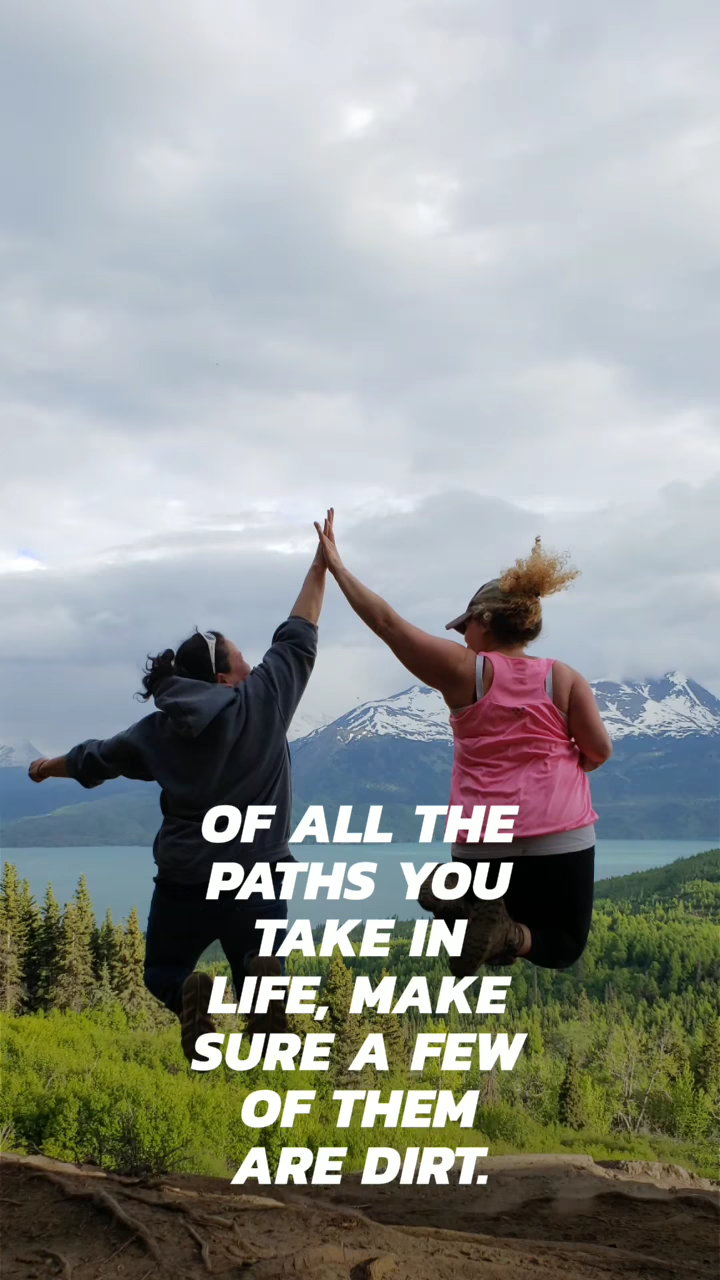 OF ALL THE
PATHS YOU
TAKE IN
LIFE, MAKE
SURE A FEW
OF THEM
ARE DIRT.